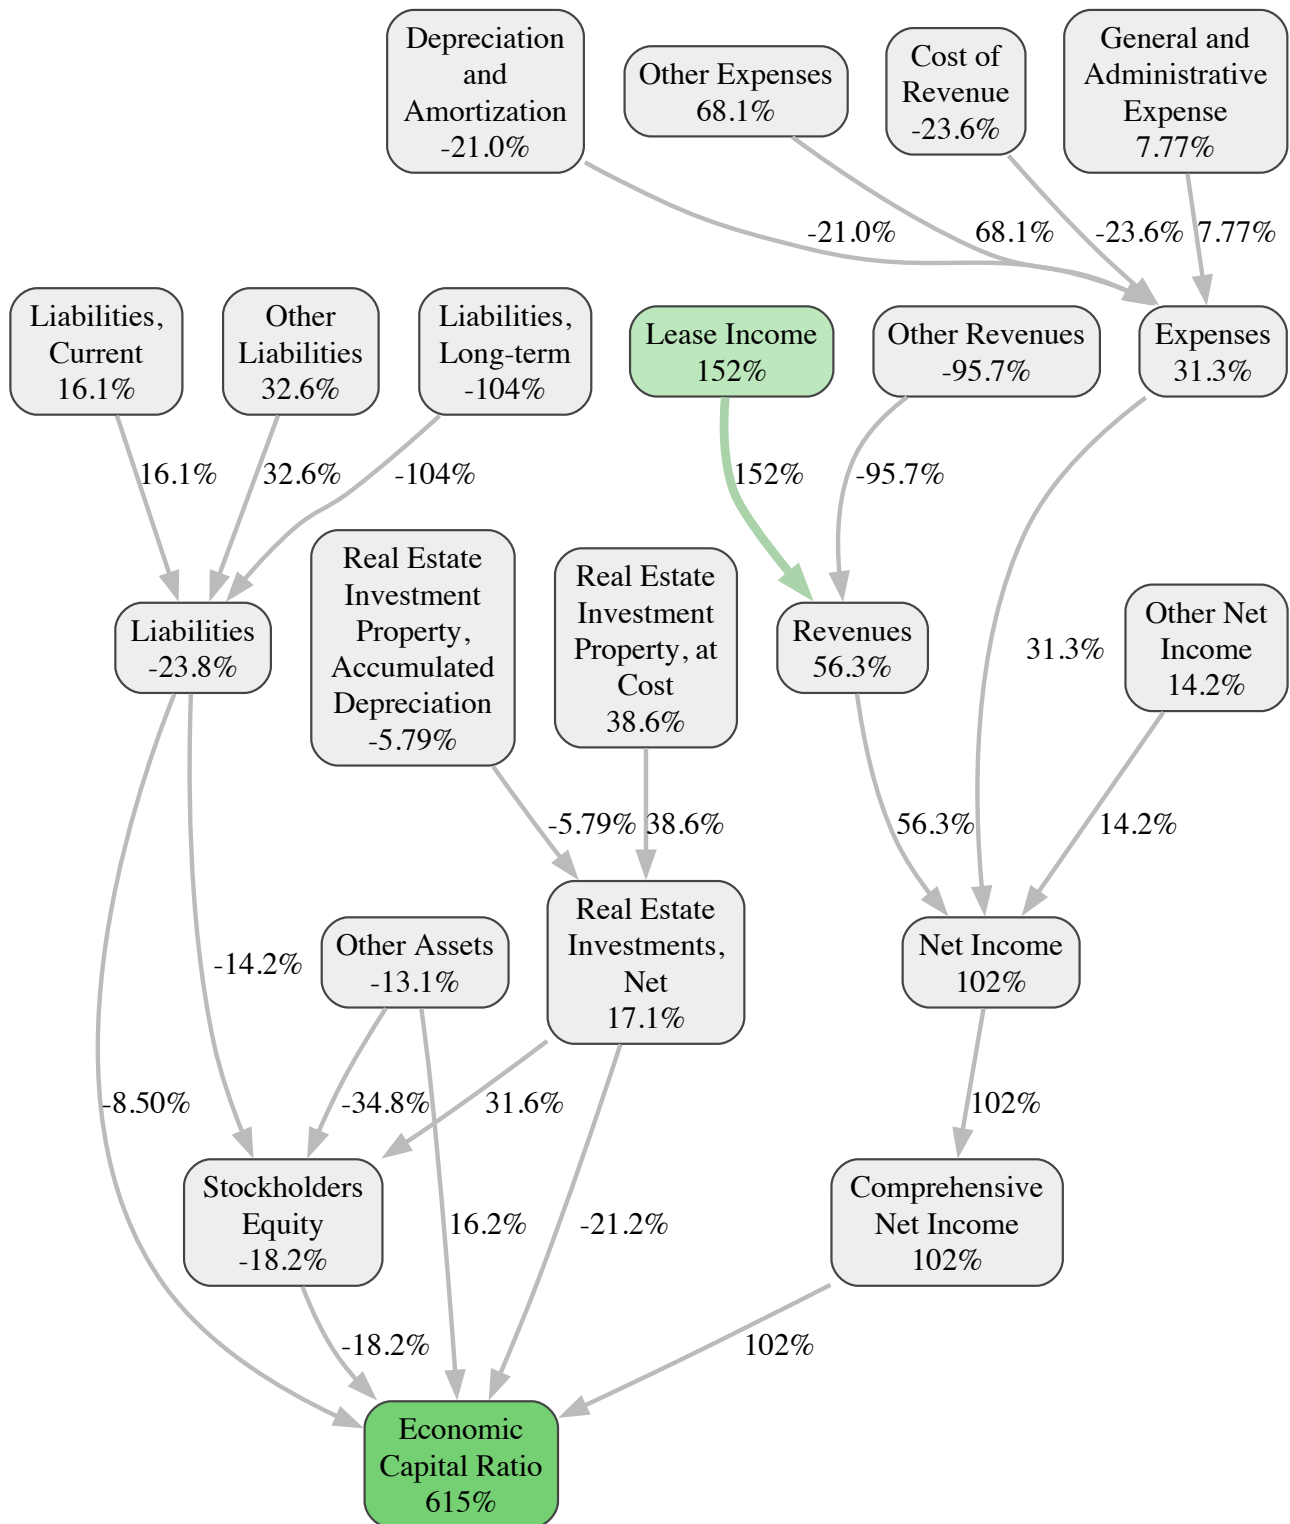 Depreciation
and
Amortization
-21.0%
Other Expenses
68.1%
Cost of
Revenue
-23.6%
General and
Administrative
Expense
7.77%
-21.0%
68.1%
-23.6%
7.77%
Liabilities,
Current
16.1%
Other
Liabilities
32.6%
Liabilities,
Long-term
-104%
Lease Income
152%
Other Revenues
-95.7%
Expenses
31.3%
16.1%
32.6%
-104%
152%
-95.7%
Liabilities
-23.8%
Real Estate
Investment
Property,
Accumulated
Depreciation
-5.79%
Real Estate
Investment
Property, at
Cost
38.6%
Revenues
56.3%
31.3%
Other Net
Income
14.2%
-5.79%
38.6%
56.3%
14.2%
-14.2%
Other Assets
-13.1%
Real Estate
Investments,
Net
17.1%
Net Income
102%
-8.50%
-34.8%
31.6%
102%
Stockholders
Equity
-18.2%
16.2%
-21.2%
Comprehensive
Net Income
102%
-18.2%
102%
Economic
Capital Ratio
615%